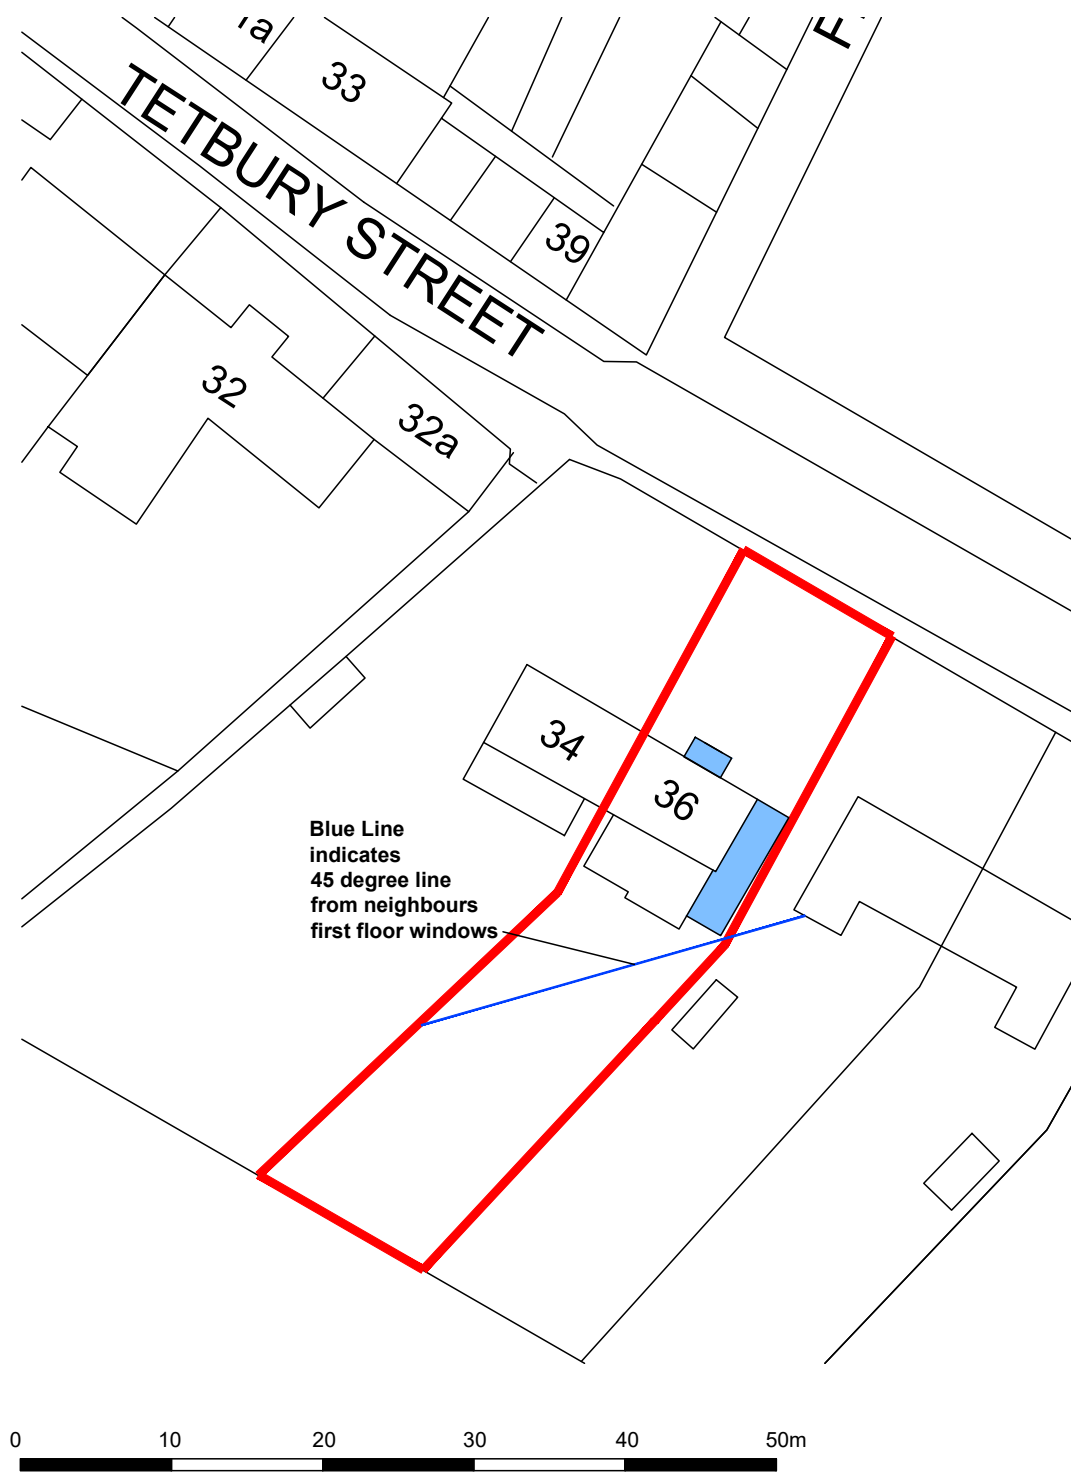 33
TETBURY STREET
39
32
32a
34
36
Blue Line
indicates
45 degree line
from neighbours
first floor windows
0 10 20 30 40 50m